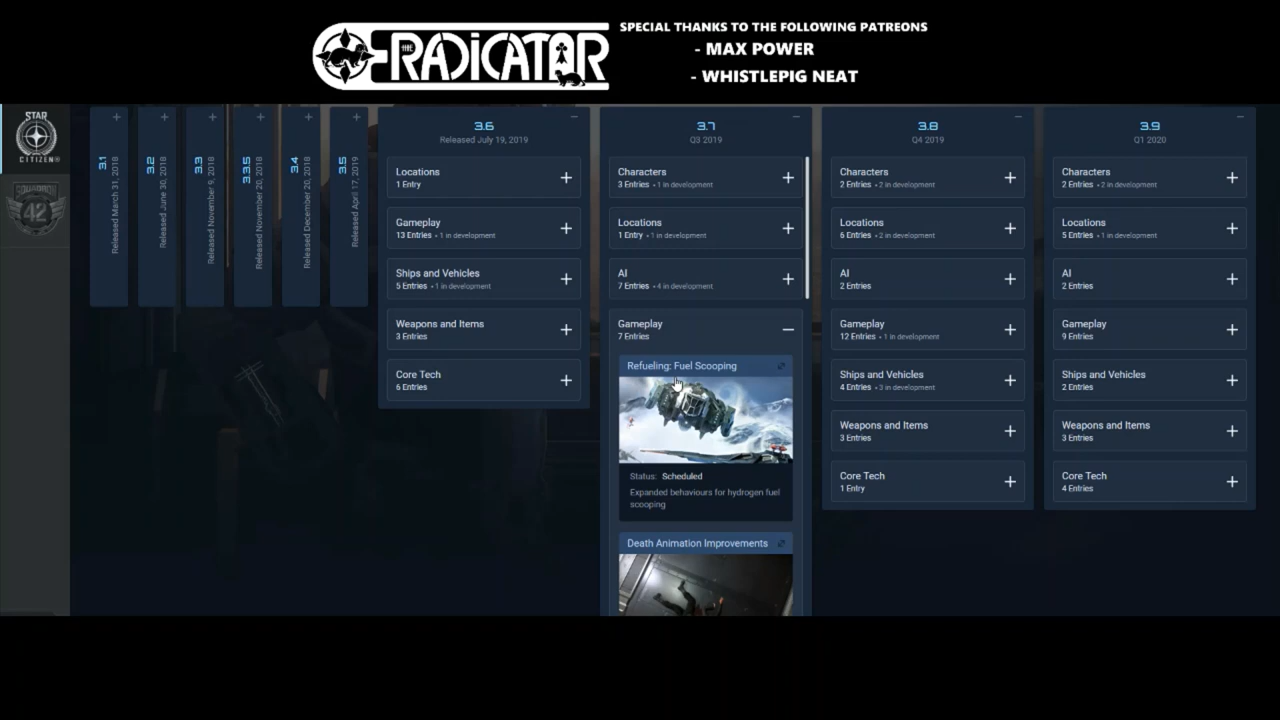 THE ERADICATOR
SPECIAL THANKS TO THE FOLLOWING PATREONS
- MAX POWER
- WHISTLEPIG NEAT
STAR
CITIZEN®
SQUADRON
42
3.1
Released March 31, 2018
3.2
Released June 30, 2018
3.3
Released November 9, 2018
3.3.5
Released November 20, 2018
3.4
Released December 20, 2018
3.5
Released April 17, 2019
3.6
Released July 19, 2019
Locations
1 Entry
Gameplay
13 Entries • 1 in development
Ships and Vehicles
5 Entries • 1 in development
Weapons and Items
3 Entries
Core Tech
6 Entries
3.7
Q3 2019
Characters
3 Entries • 1 in development
Locations
1 Entry • 1 in development
AI
7 Entries • 4 in development
Gameplay
7 Entries
Refueling: Fuel Scooping
Status: Scheduled
Expanded behaviours for hydrogen fuel
scooping
Death Animation Improvements
3.8
Q4 2019
Characters
2 Entries • 2 in development
Locations
6 Entries • 2 in development
AI
2 Entries
Gameplay
12 Entries • 1 in development
Ships and Vehicles
4 Entries • 3 in development
Weapons and Items
3 Entries
Core Tech
1 Entry
3.9
Q1 2020
Characters
2 Entries • 2 in development
Locations
5 Entries • 1 in development
AI
2 Entries
Gameplay
9 Entries
Ships and Vehicles
2 Entries
Weapons and Items
3 Entries
Core Tech
4 Entries